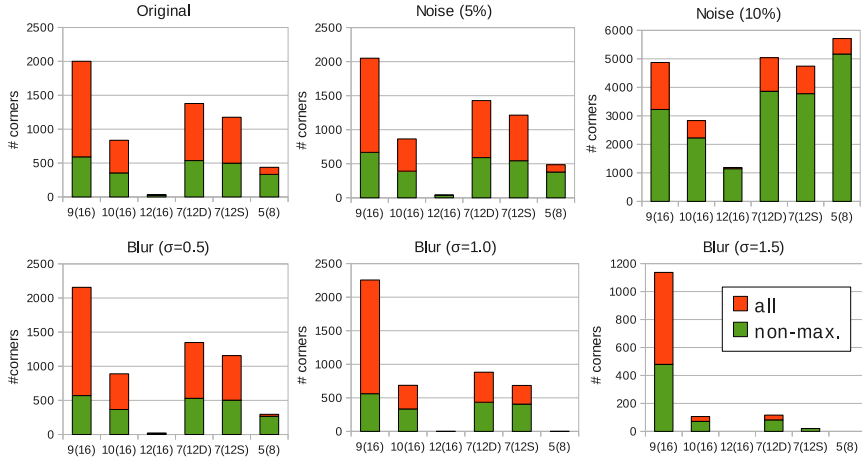 Original
# corners
2500
2000
1500
1000
500
0
9(16) 10(16) 12(16) 7(12D) 7(12S) 5(8)
Noise (5%)
# corners
2500
2000
1500
1000
500
0
9(16) 10(16) 12(16) 7(12D) 7(12S) 5(8)
Noise (10%)
# corners
6000
5000
4000
3000
2000
1000
0
9(16) 10(16) 12(16) 7(12D) 7(12S) 5(8)
Blur (σ=0.5)
#corners
2500
2000
1500
1000
500
0
9(16) 10(16) 12(16) 7(12D) 7(12S) 5(8)
Blur (σ=1.0)
# corners
2500
2000
1500
1000
500
0
9(16) 10(16) 12(16) 7(12D) 7(12S) 5(8)
Blur (σ=1.5)
# corners
1200
1000
800
600
400
200
0
all
non-max.
9(16) 10(16) 12(16) 7(12D) 7(12S) 5(8)